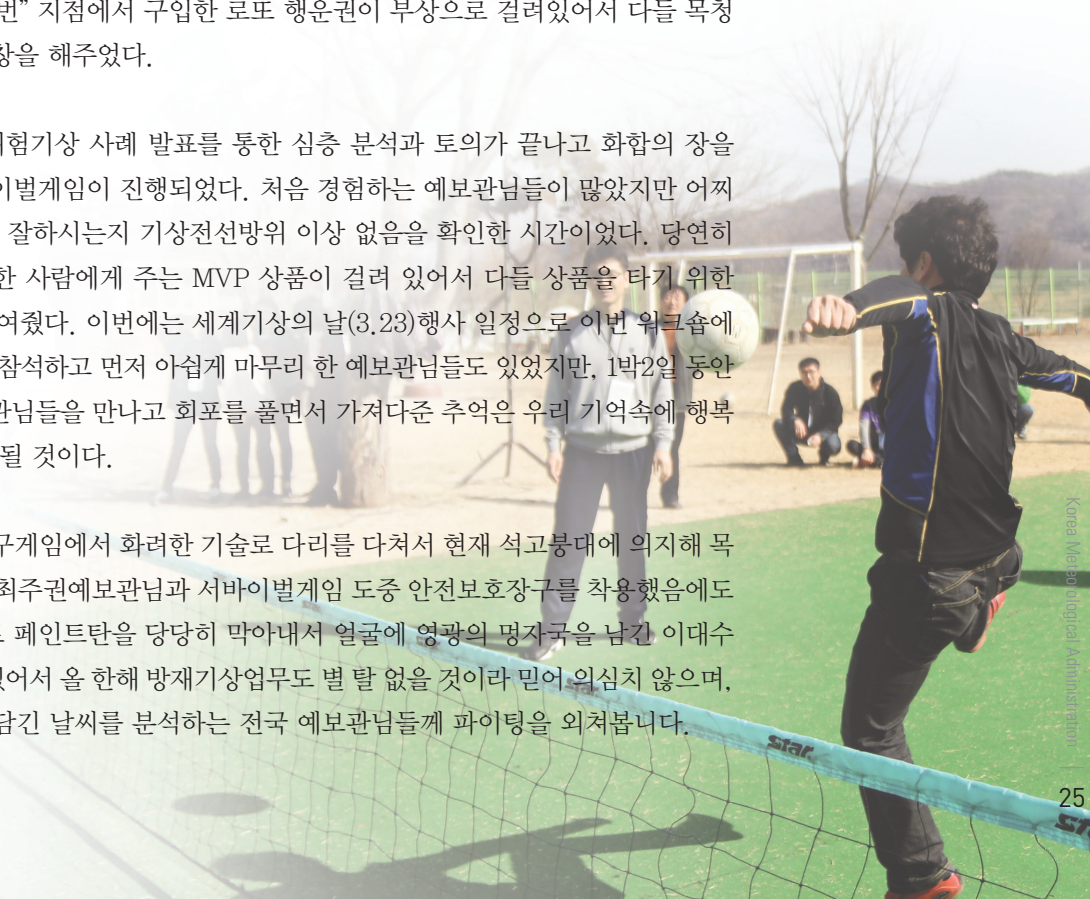 번” 지점에서 구입한 로또 행운권이 부상으로 걸려있어서 다들 목청
창을 해주었다.
위험기상 사례 발표를 통한 심층 분석과 토의가 끝나고 화합의 장을
이벌게임이 진행되었다. 처음 경험하는 예보관님들이 많았지만 어찌
잘하시는지 기상전선방위 이상 없음을 확인한 시간이었다. 당연히
한 사람에게 주는 MVP 상품이 걸려 있어서 다들 상품을 타기 위한
여줬다. 이번에는 세계기상의 날(3.23)행사 일정으로 이번 워크숍에
참석하고 먼저 아쉽게 마무리 한 예보관님들도 있었지만, 1박2일 동안
관님들을 만나고 회포를 풀면서 가져다준 추억은 우리 기억속에 행복
될 것이다.
구게임에서 화려한 기술로 다리를 다쳐서 현재 석고붕대에 의지해 목
최주권예보관님과 서바이벌게임 도중 안전보호장구를 착용했음에도
페인트탄을 당당히 막아내서 얼굴에 영광의 멍자국을 남긴 이대수
있어서 올 한해 방재기상업무도 별 탈 없을 것이라 믿어 의심치 않으며,
담긴 날씨를 분석하는 전국 예보관님들께 파이팅을 외쳐봅니다.
star
star
Korea Meteorological Administration
25